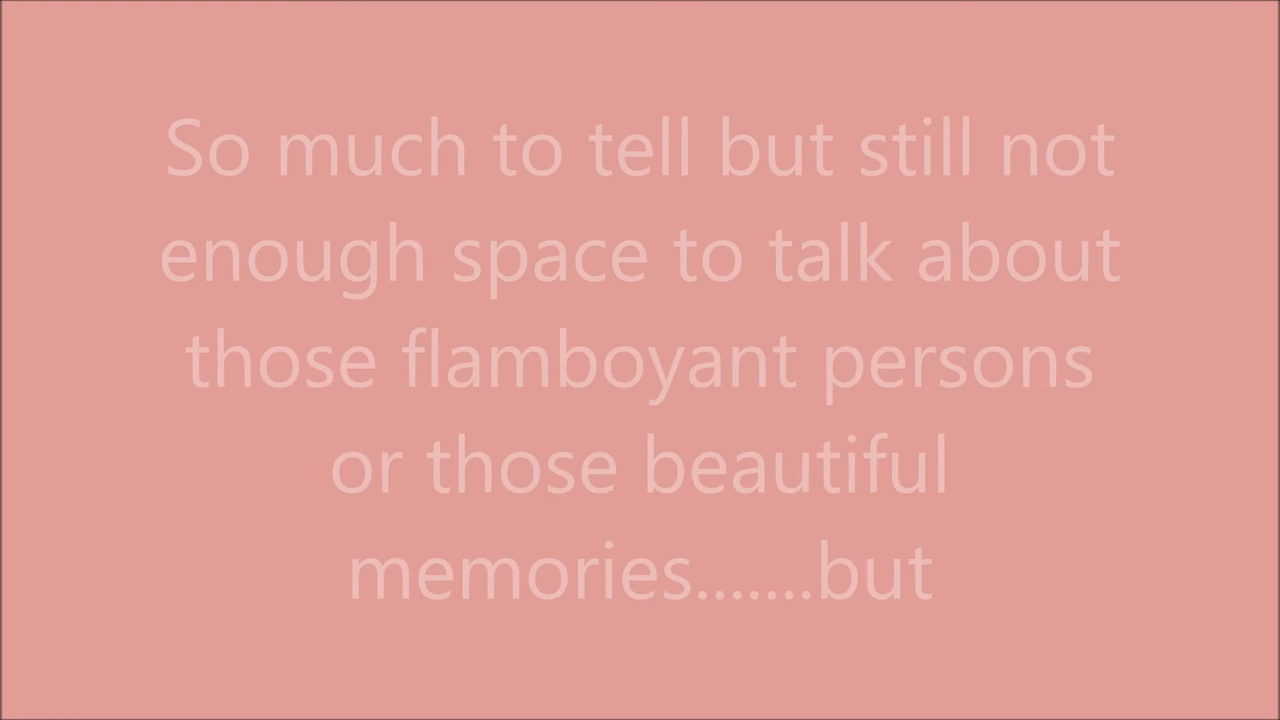 So much to tell but still not
enough space to talk about
those flamboyant persons
or those beautiful
memories.......but